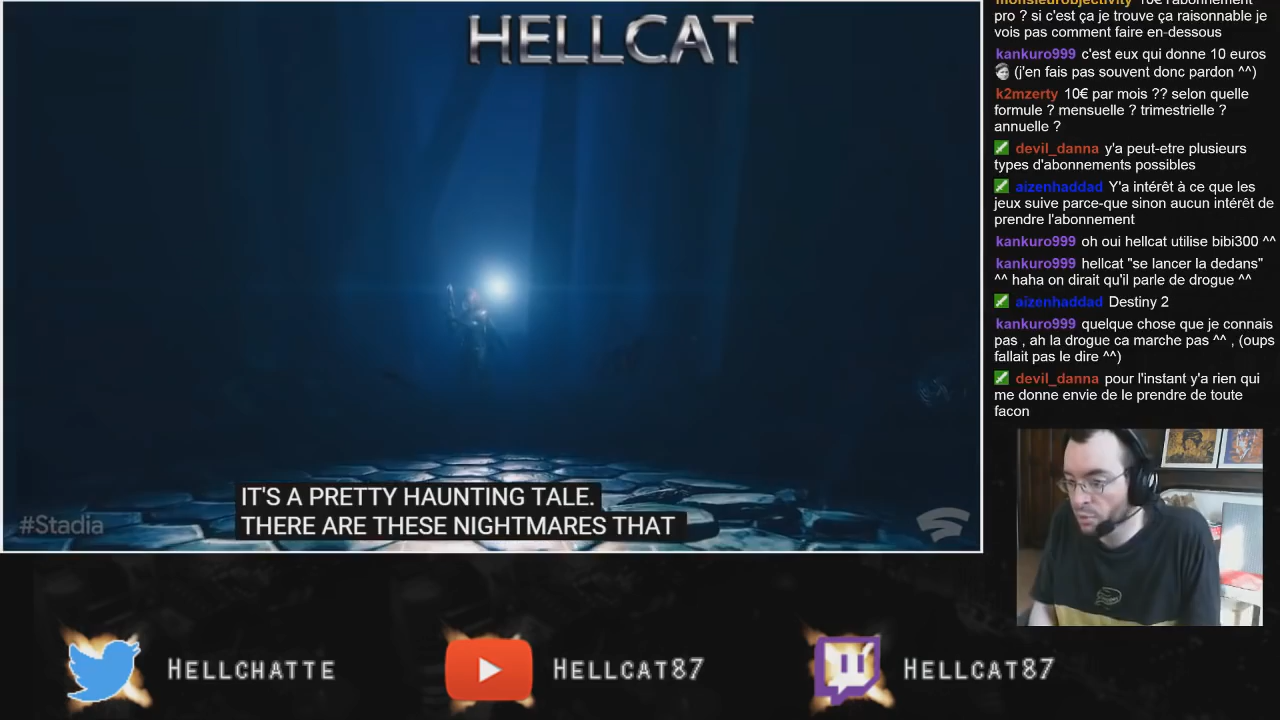 HELLCAT
IT'S A PRETTY HAUNTING TALE.
THERE ARE THESE NIGHTMARES THAT
#Stadia
monsieurobjectivity 10€ l'abonnement
pro ? si c'est ça je trouve ça raisonnable je
vois pas comment faire en-dessous
kankuro999 c'est eux qui donne 10 euros
(j'en fais pas souvent donc pardon ^^)
k2mzerty 10€ par mois ?? selon quelle
formule ? mensuelle ? trimestrielle ?
annuelle ?
devil_danna y'a peut-etre plusieurs
types d'abonnements possibles
aizenhaddad Y'a intérêt à ce que les
jeux suive parce-que sinon aucun intérêt de
prendre l'abonnement
kankuro999 oh oui hellcat utilise bibi300 ^^
kankuro999 hellcat "se lancer la dedans"
^^ haha on dirait qu'il parle de drogue ^^
aizenhaddad Destiny 2
kankuro999 quelque chose que je connais
pas , ah la drogue ca marche pas ^^ , (oups
fallait pas le dire ^^)
devil_danna pour l'instant y'a rien qui
me donne envie de le prendre de toute
facon
HELLCHATTE
HELLCAT87
HELLCAT87